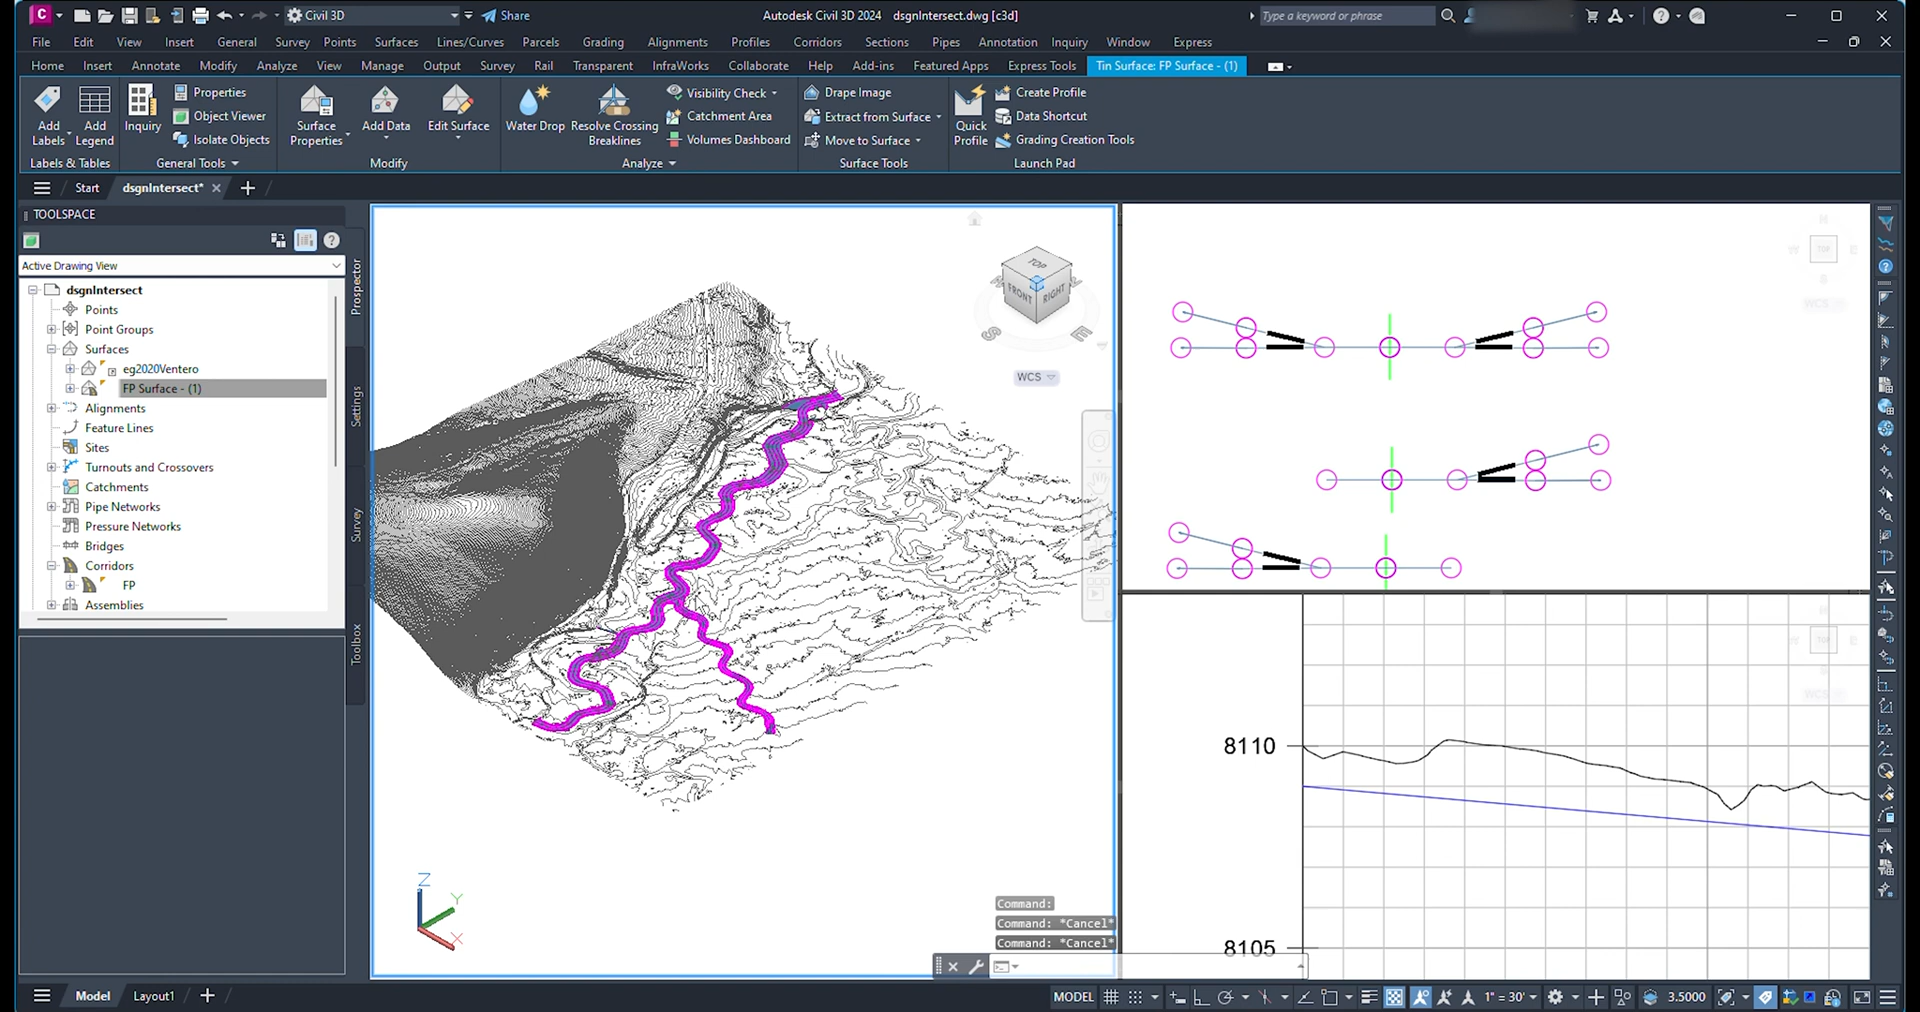 C Civil 3D Share Autodesk Civil 3D 2024 dsgnIntersect.dwg [c3d] Type a keyword or phrase
File Edit View Insert General Survey Points Surfaces Lines/Curves Parcels Grading Alignments Profiles Corridors Sections Pipes Annotation Inquiry Window Express
Home Insert Annotate Modify Analyze View Manage Output Survey Rail Transparent InfraWorks Collaborate Help Add-ins Featured Apps Express Tools Tin Surface: FP Surface - (1)
Properties Visibility Check Drape Image Create Profile
Object Viewer Catchment Area Extract from Surface Data Shortcut
Add Labels Add Legend Inquiry Surface Properties Add Data Edit Surface Water Drop Resolve Crossing Breaklines Quick Profile
Isolate Objects Volumes Dashboard Move to Surface Grading Creation Tools
Labels & Tables General Tools Modify Analyze Surface Tools Launch Pad
Start dsgnIntersect*
TOOLSPACE
Active Drawing View
dsgnIntersect
Points
Point Groups
Surfaces
eg2020Ventero
FP Surface - (1)
Alignments
Feature Lines
Sites
Turnouts and Crossovers
Catchments
Pipe Networks
Pressure Networks
Bridges
Corridors
FP
Assemblies
Prospector
Settings
Survey
Toolbox
TOP
FRONT RIGHT
S E
WCS
TOP
WCS
TOP
WCS
8110
8105
Z
Y
X
Command:
Command: *Cancel*
Command: *Cancel*
Model Layout1 MODEL 1" = 30' 3.5000